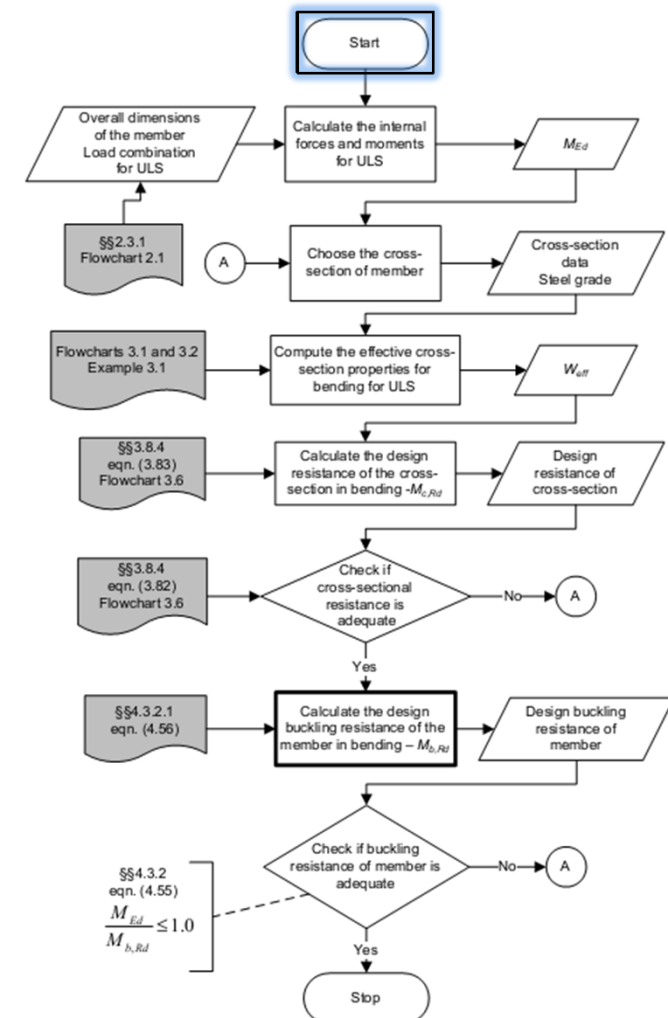 Start
Overall dimensions
of the member
Load combination
for ULS
Calculate the internal
forces and moments
for ULS
M_Ed
§§2.3.1
Flowchart 2.1
A
Choose the cross-
section of member
Cross-section
data
Steel grade
Flowcharts 3.1 and 3.2
Example 3.1
Compute the effective cross-
section properties for
bending for ULS
W_eff
§§3.8.4
eqn. (3.83)
Flowchart 3.6
Calculate the design
resistance of the cross-
section in bending -M_c,Rd
Design
resistance of
cross-section
§§3.8.4
eqn. (3.82)
Flowchart 3.6
Check if
cross-sectional
resistance is
adequate
No
A
Yes
§§4.3.2.1
eqn. (4.56)
Calculate the design
buckling resistance of the
member in bending – M_b,Rd
Design buckling
resistance of
member
§§4.3.2
eqn. (4.55)
M_Ed
M_b,Rd
≤1.0
Check if buckling
resistance of member is
adequate
No
A
Yes
Stop